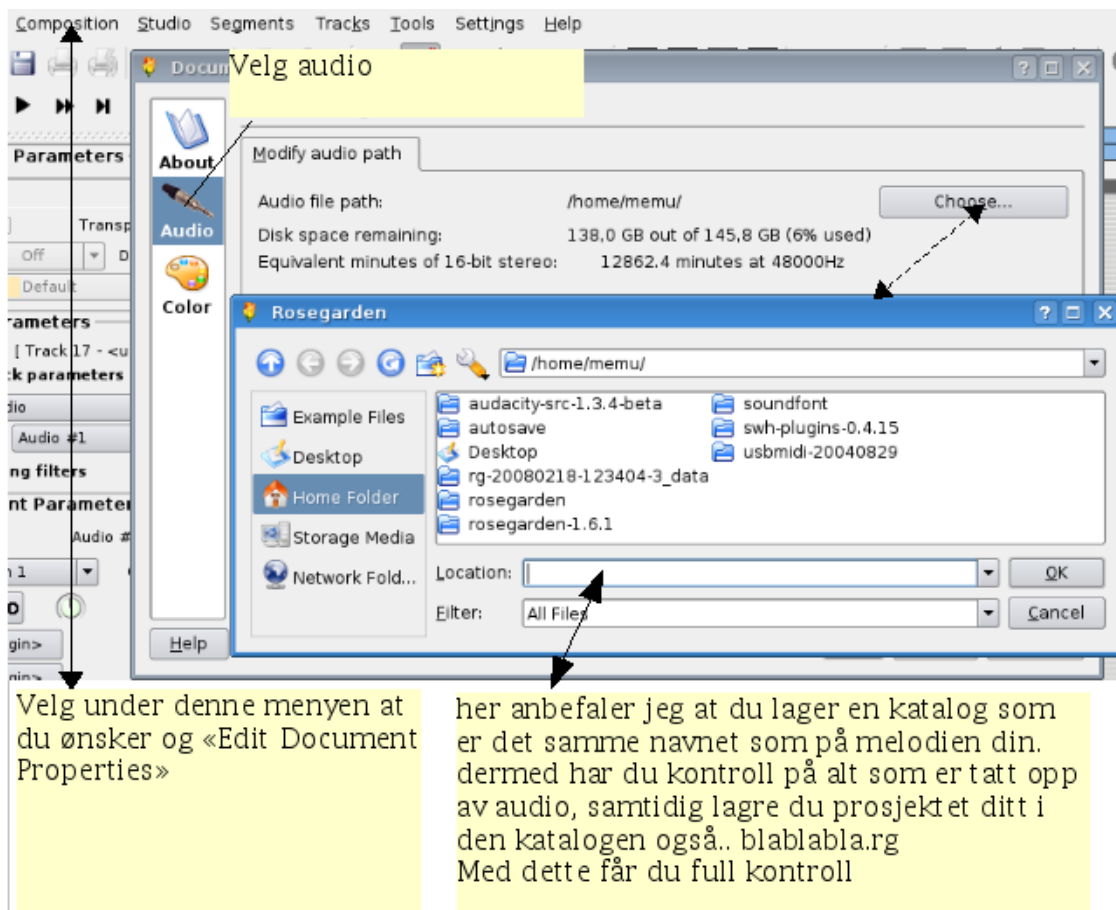 Composition Studio Segments Tracks Tools Settings Help
Velg audio
Parameters
Transp
Off
D
Default
rameters
[ Track 17 - <u
k parameters
dio
Audio #1
ng filters
nt Parameter
Audio #
1
gin>
gin>
About
Audio
Color
Help
Modify audio path
Audio file path: /home/memu/ Choose...
Disk space remaining: 138,0 GB out of 145,8 GB (6% used)
Equivalent minutes of 16-bit stereo: 12862.4 minutes at 48000Hz
Rosegarden
/home/memu/
Example Files
Desktop
Home Folder
Storage Media
Network Fold...
audacity-src-1.3.4-beta
autosave
Desktop
rg-20080218-123404-3_data
rosegarden
rosegarden-1.6.1
soundfont
swh-plugins-0.4.15
usbmidi-20040829
Location: OK
Filter: All Files Cancel
Velg under denne menyen at
du ønsker og «Edit Document
Properties»
her anbefaler jeg at du lager en katalog som
er det samme navnet som på melodien din.
dermed har du kontroll på alt som er tatt opp
av audio, samtidig lagre du prosjektet ditt i
den katalogen også.. blablabla.rg
Med dette får du full kontroll